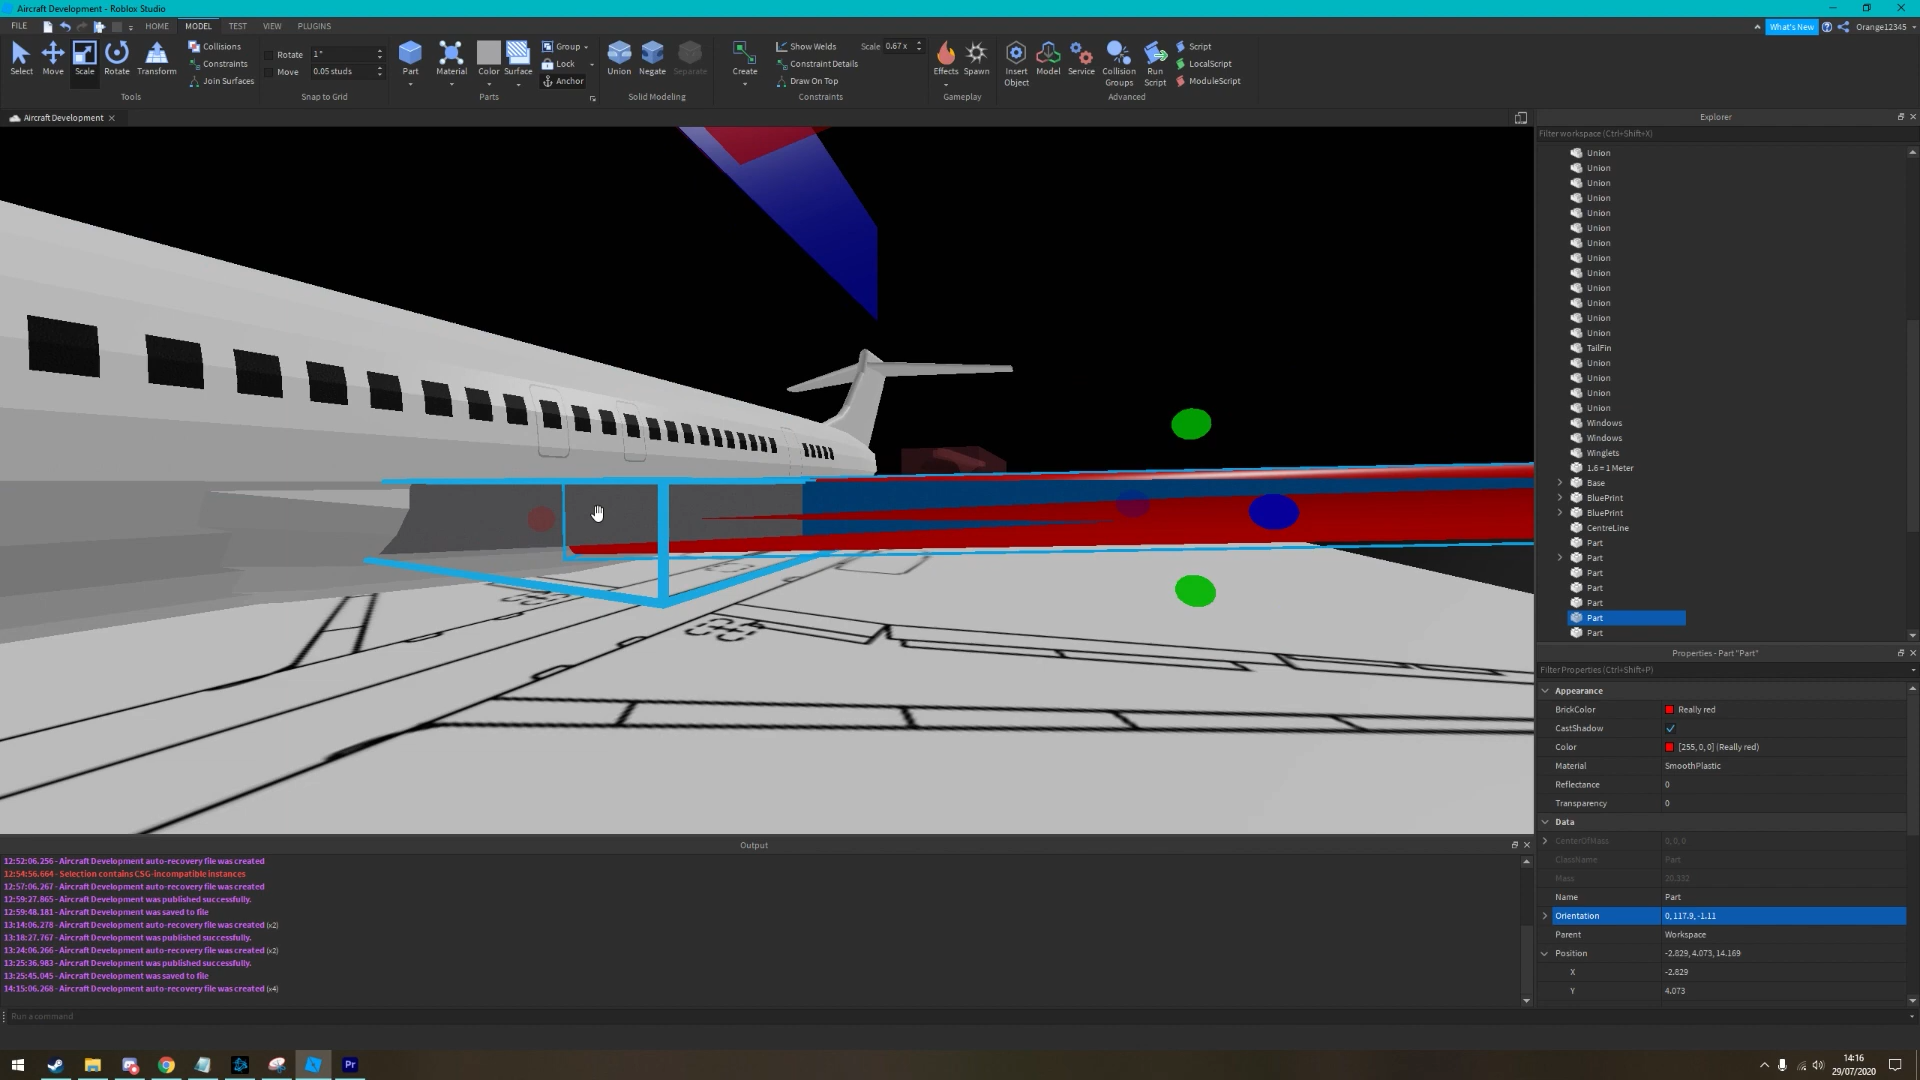 Aircraft Development - Roblox Studio
FILE HOME MODEL TEST VIEW PLUGINS What's New Orange12345
Select Move Scale Rotate Transform
Collisions
Constraints
Join Surfaces
Tools
Rotate 1°
Move 0.05 studs
Snap to Grid
Part Material Color Surface
Group
Lock
Anchor
Parts
Union Negate Separate
Solid Modeling
Create
Show Welds Scale 0.67 x
Constraint Details
Draw On Top
Constraints
Effects Spawn
Gameplay
Insert Object Model Service Collision Groups Run Script
Script
LocalScript
ModuleScript
Advanced
Aircraft Development
Explorer
Filter workspace (Ctrl+Shift+X)
Union
Union
Union
Union
Union
Union
Union
Union
Union
Union
Union
Union
Union
TailFin
Union
Union
Union
Union
Windows
Windows
Winglets
1.6 = 1 Meter
Base
BluePrint
BluePrint
CentreLine
Part
Part
Part
Part
Part
Part
Part
Properties - Part "Part"
Filter Properties (Ctrl+Shift+P)
Appearance
BrickColor Really red
CastShadow
Color [255, 0, 0] (Really red)
Material SmoothPlastic
Reflectance 0
Transparency 0
Data
CenterOfMass 0, 0, 0
ClassName Part
Mass 20.332
Name Part
Orientation 0, 117.9, -1.11
Parent Workspace
Position -2.829, 4.073, 14.169
X -2.829
Y 4.073
Output
12:52:06.256 - Aircraft Development auto-recovery file was created
12:54:56.664 - Selection contains CSG-incompatible instances
12:57:06.267 - Aircraft Development auto-recovery file was created
12:59:27.865 - Aircraft Development was published successfully.
12:59:48.181 - Aircraft Development was saved to file
13:14:06.278 - Aircraft Development auto-recovery file was created (x2)
13:18:27.767 - Aircraft Development was published successfully.
13:24:06.266 - Aircraft Development auto-recovery file was created (x2)
13:25:36.983 - Aircraft Development was published successfully.
13:25:45.045 - Aircraft Development was saved to file
14:15:06.268 - Aircraft Development auto-recovery file was created (x4)
Run a command
Pr
14:16
29/07/2020